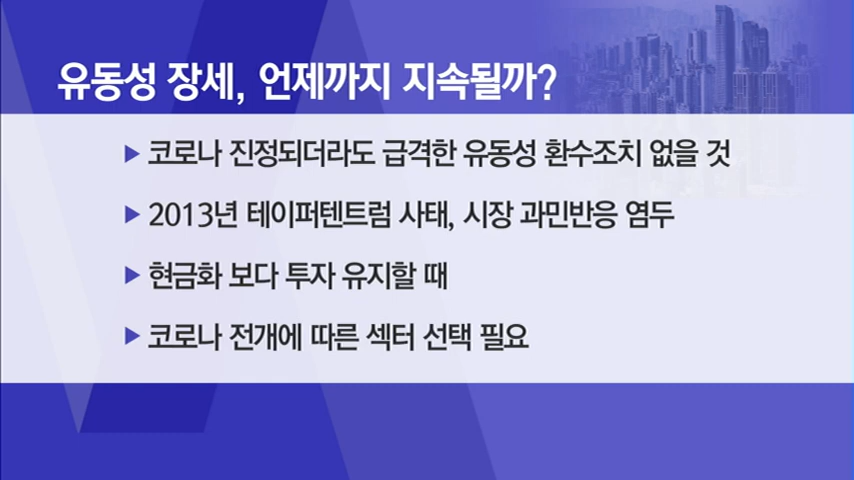 유동성 장세, 언제까지 지속될까?
▶ 코로나 진정되더라도 급격한 유동성 환수조치 없을 것
▶ 2013년 테이퍼텐트럼 사태, 시장 과민반응 염두
▶ 현금화 보다 투자 유지할 때
▶ 코로나 전개에 따른 섹터 선택 필요